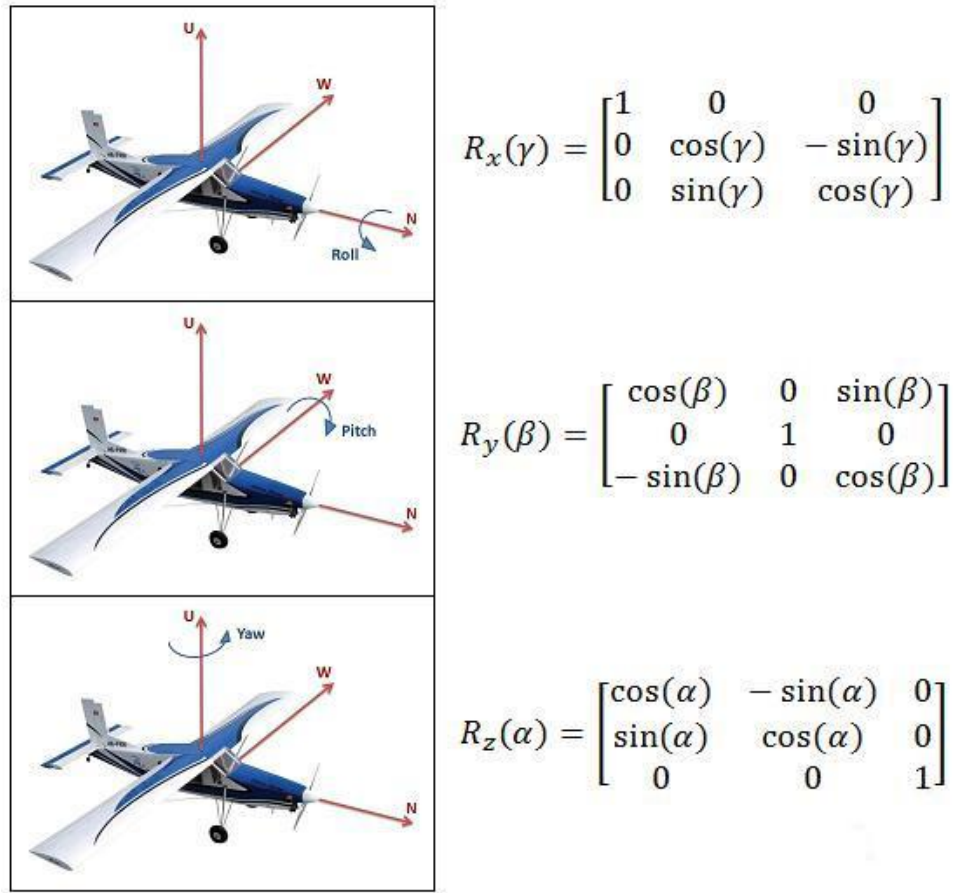 U
W
N
Roll
R_x(γ) = [1 0 0
0 cos(γ) − sin(γ)
0 sin(γ) cos(γ)]
U
W
Pitch
N
R_y(β) = [cos(β) 0 sin(β)
0 1 0
− sin(β) 0 cos(β)]
U
Yaw
W
N
R_z(α) = [cos(α) − sin(α) 0
sin(α) cos(α) 0
0 0 1]